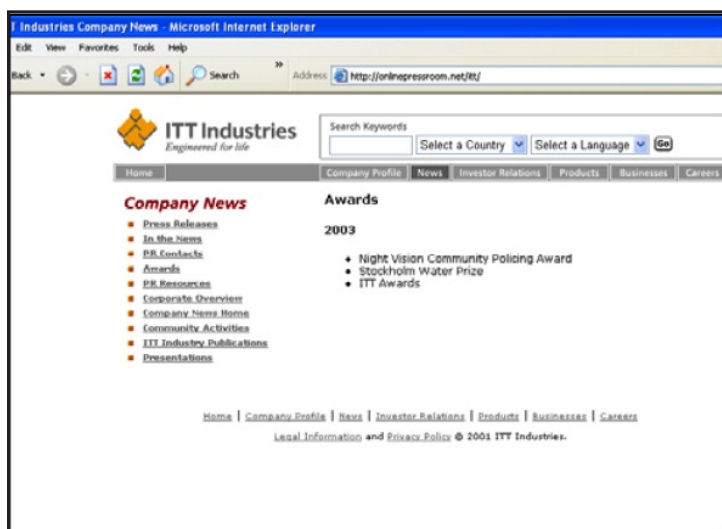 T Industries Company News - Microsoft Internet Explorer
Edit View Favorites Tools Help
Back Search » Address http://onlinepressroom.net/itt/
ITT Industries
Engineered for life
Search Keywords
Select a Country Select a Language Go
Home Company Profile News Investor Relations Products Businesses Careers
Company News
Press Releases
In the News
PR Contacts
Awards
PR Resources
Corporate Overview
Company News Home
Community Activities
ITT Industry Publications
Presentations
Awards
2003
Night Vision Community Policing Award
Stockholm Water Prize
ITT Awards
Home | Company Profile | News | Investor Relations | Products | Businesses | Careers
Legal Information and Privacy Policy © 2001 ITT Industries.